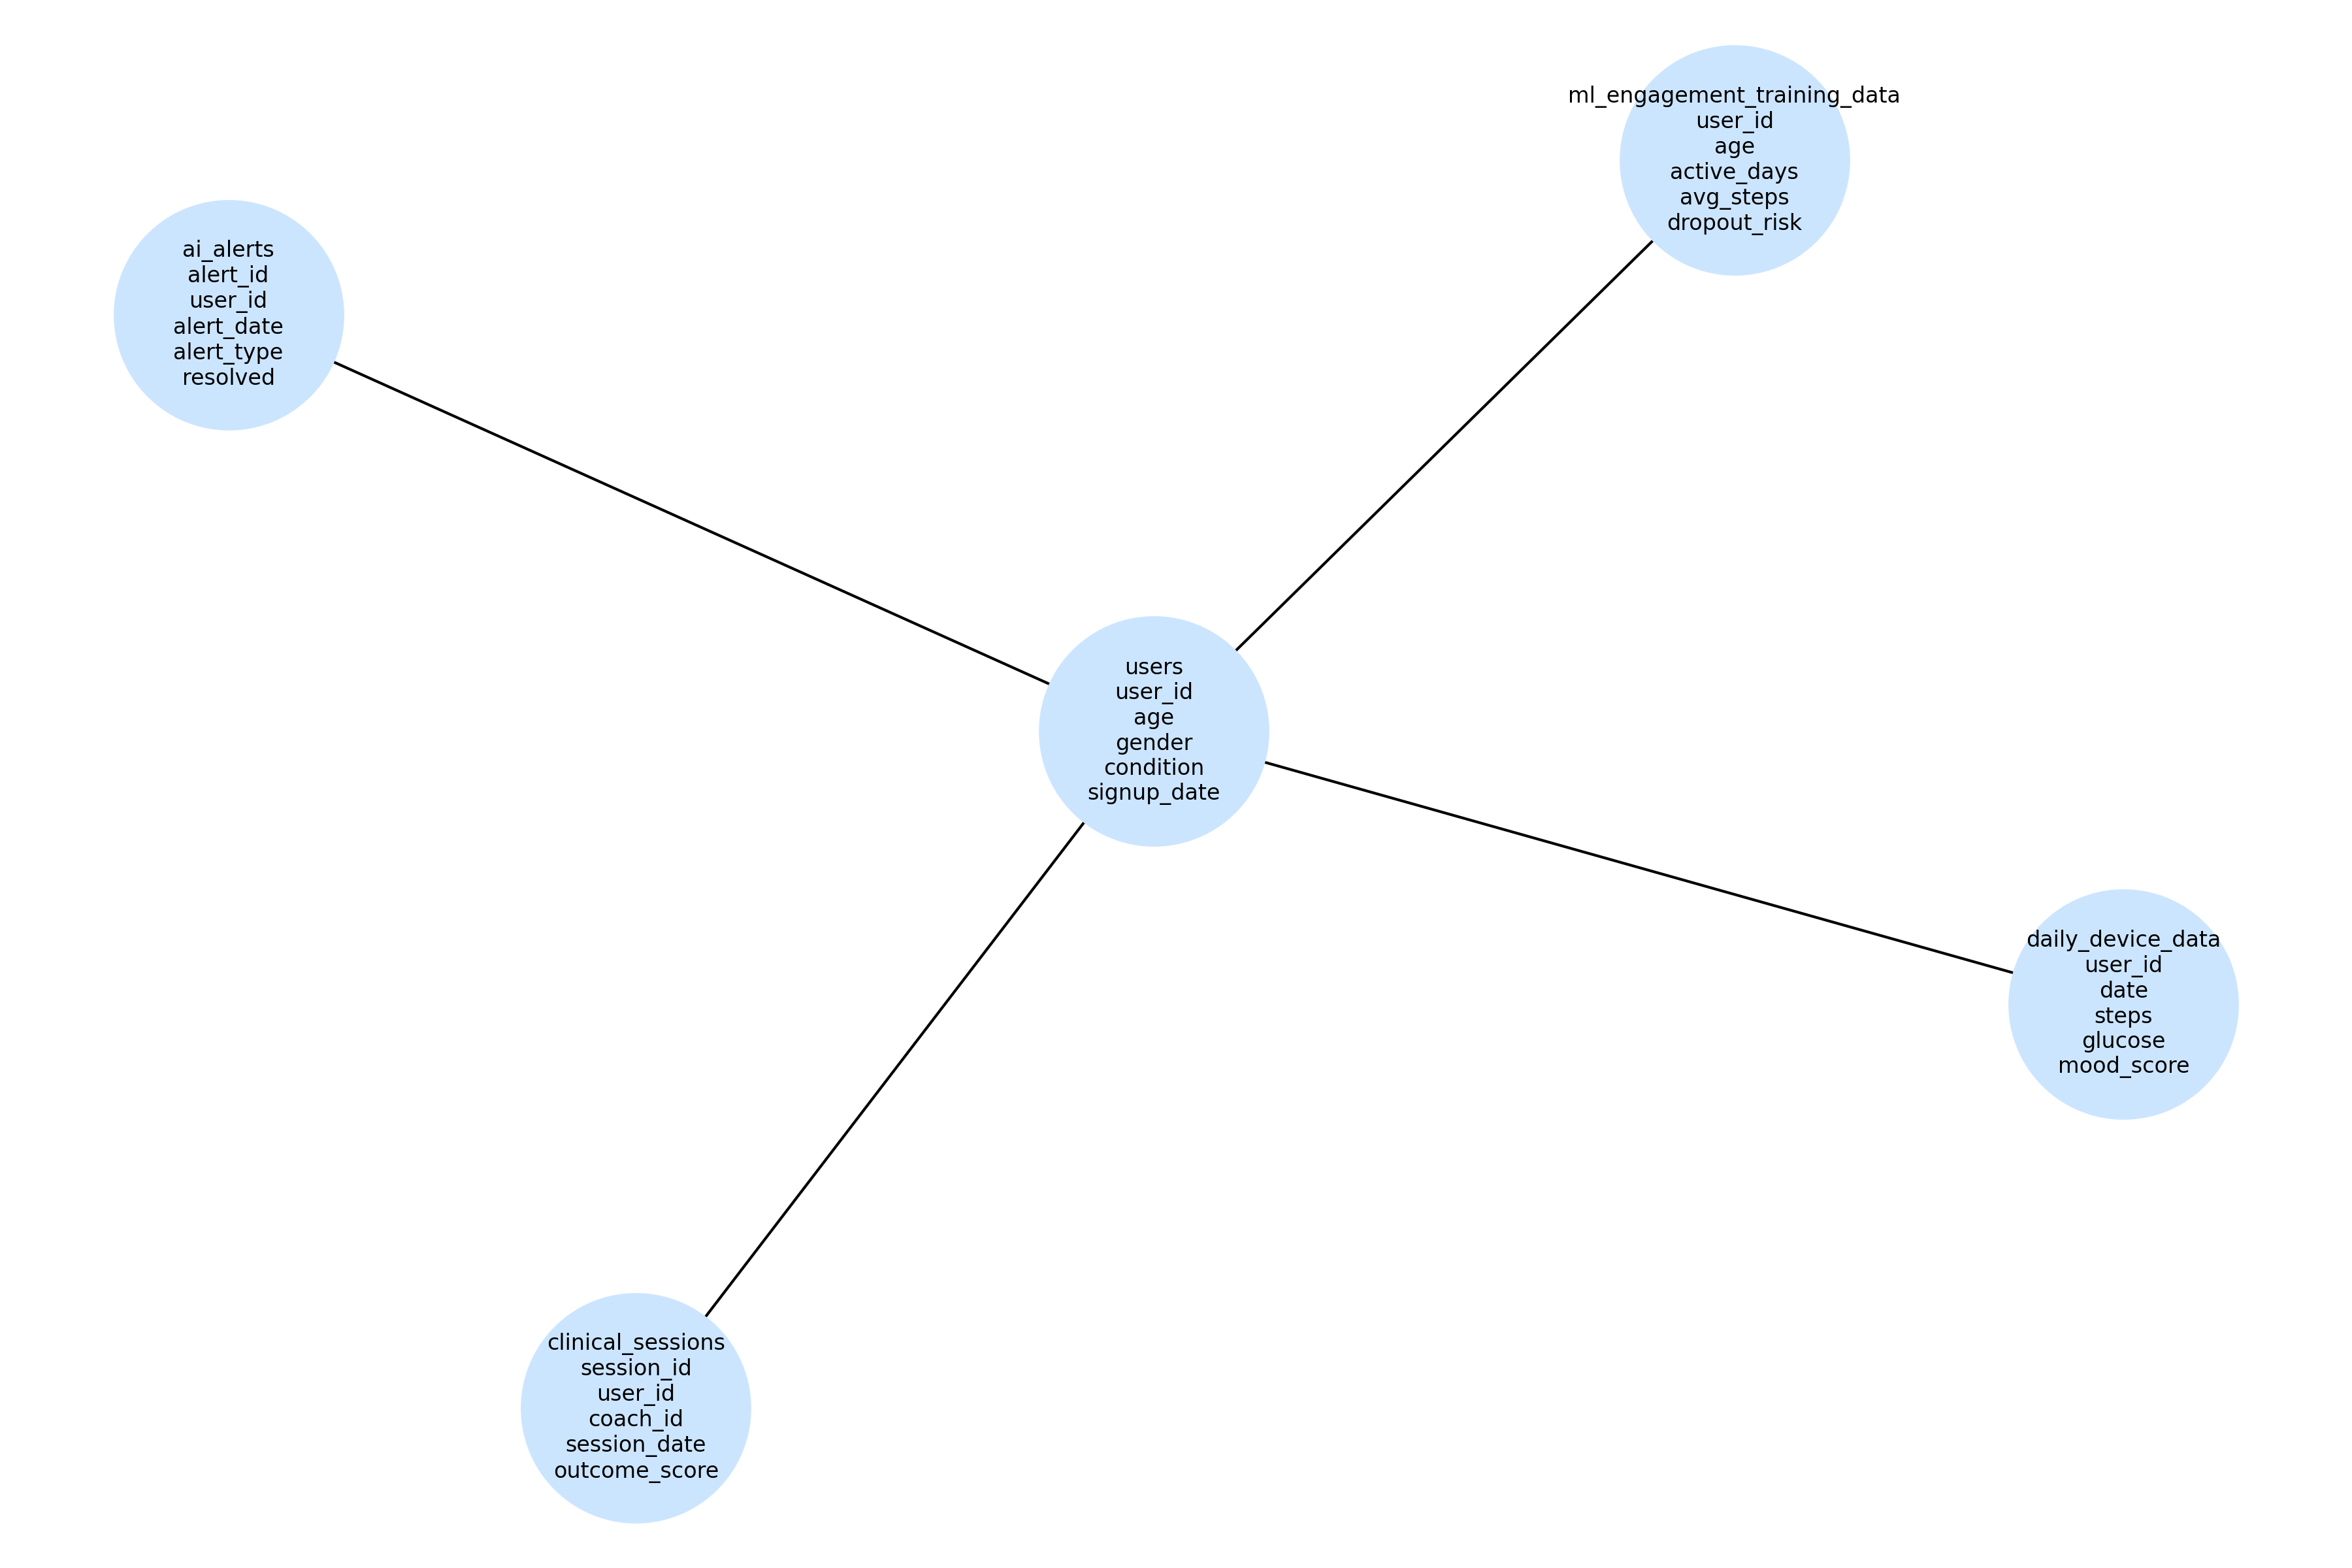 ml_engagement_training_data
user_id
age
active_days
avg_steps
dropout_risk
ai_alerts
alert_id
user_id
alert_date
alert_type
resolved
users
user_id
age
gender
condition
signup_date
daily_device_data
user_id
date
steps
glucose
mood_score
clinical_sessions
session_id
user_id
coach_id
session_date
outcome_score